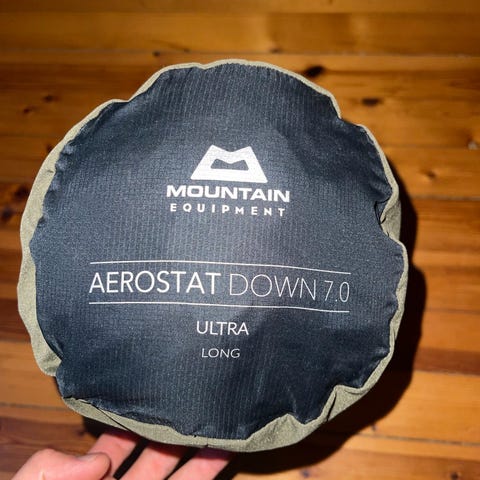 MOUNTAIN
EQUIPMENT
AEROSTAT DOWN 7.0
ULTRA
LONG